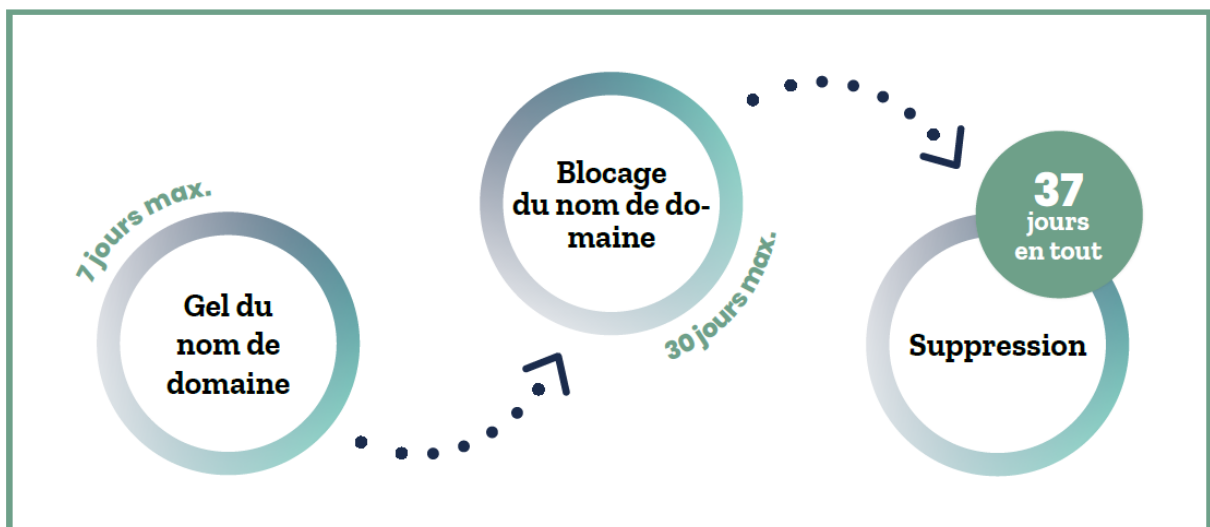 7 jours max.
Gel du
nom de
domaine
Blocage
du nom de do-
maine
30 jours max.
37
jours
en tout
Suppression